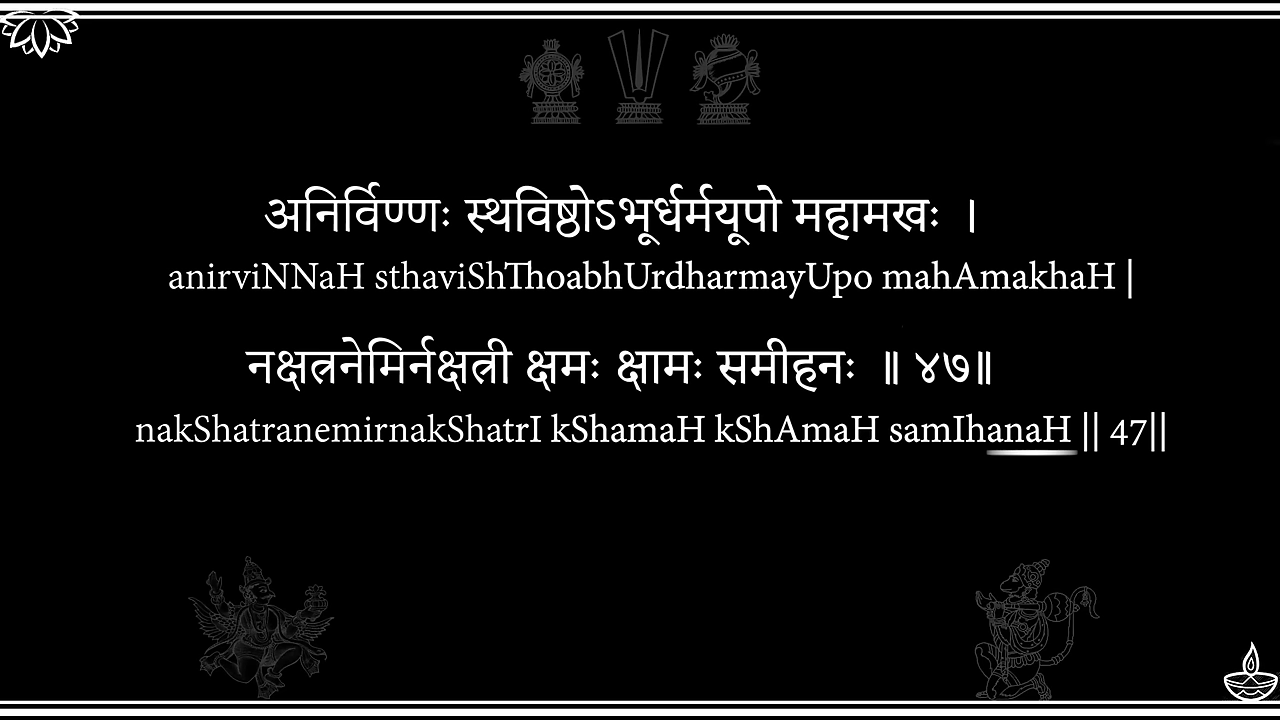 अनिर्विण्णः स्थविष्ठोऽभूर्धर्मयूपो महामखः ।
anirviNNaH sthaviShThoabhUrdharmayUpo mahAmakhaH |
नक्षत्रनेमिर्नक्षत्री क्षमः क्षामः समीहनः ॥ ४७॥
nakShatranemirnakShatrI kShamaH kShAmaH samIhanaH || 47||